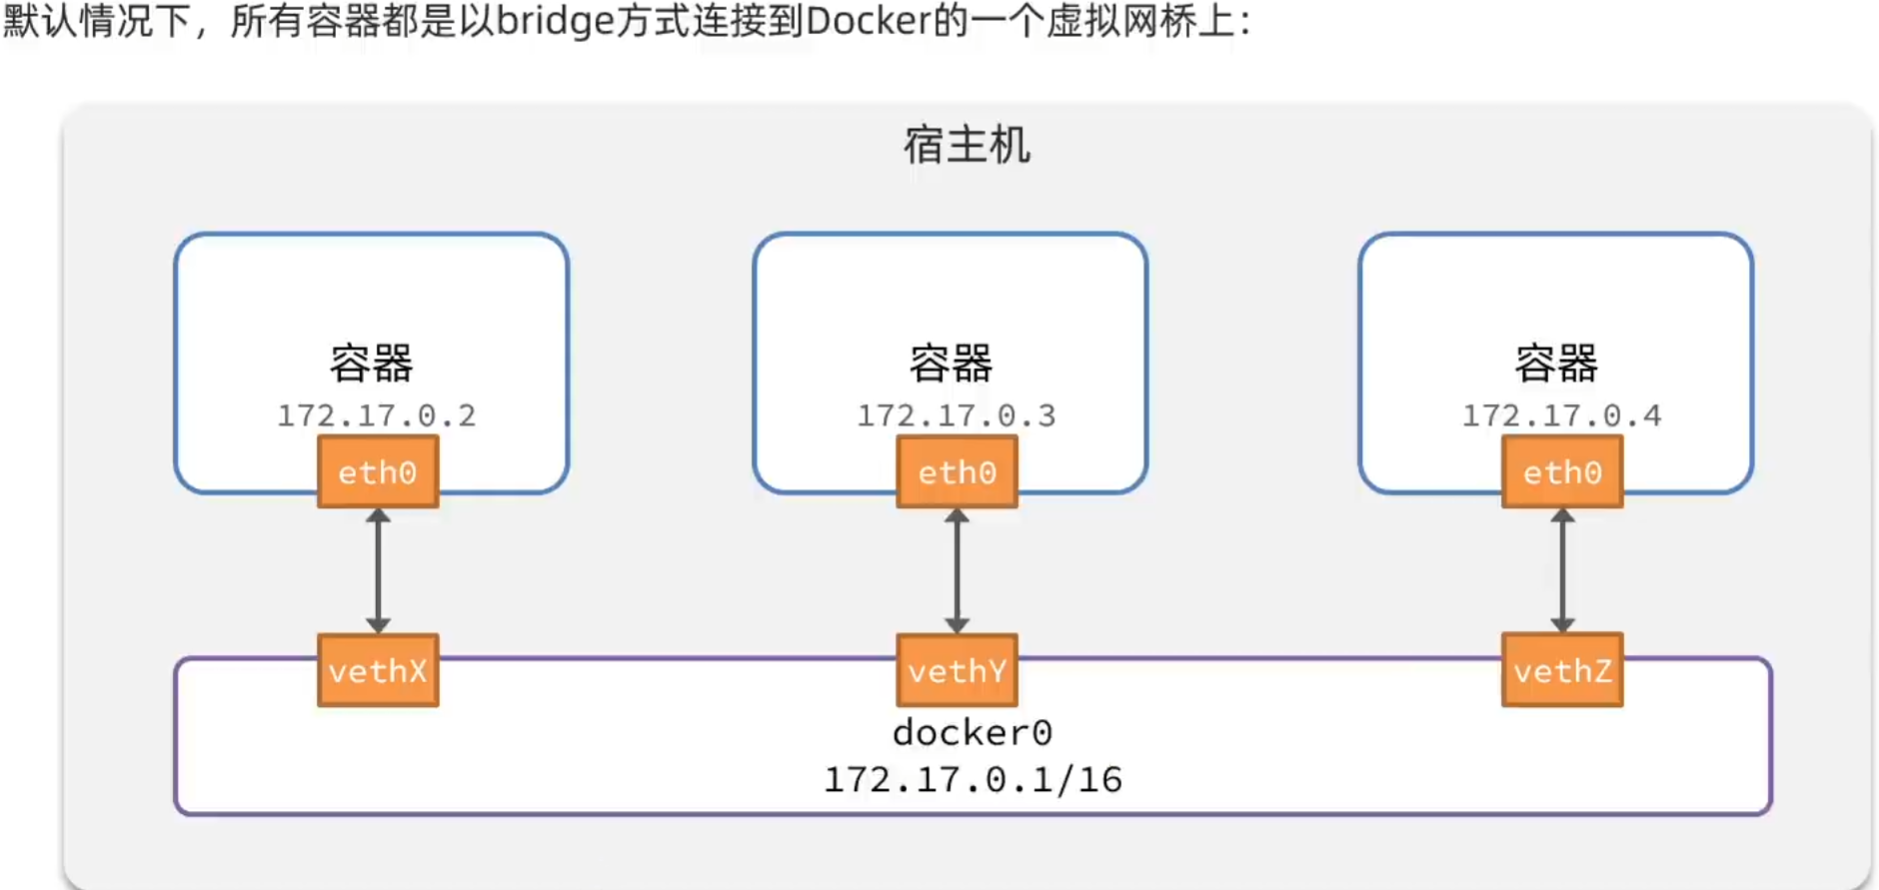 默认情况下，所有容器都是以bridge方式连接到Docker的一个虚拟网桥上：
宿主机
容器
172.17.0.2
eth0
容器
172.17.0.3
eth0
容器
172.17.0.4
eth0
vethX
vethY
vethZ
docker0
172.17.0.1/16